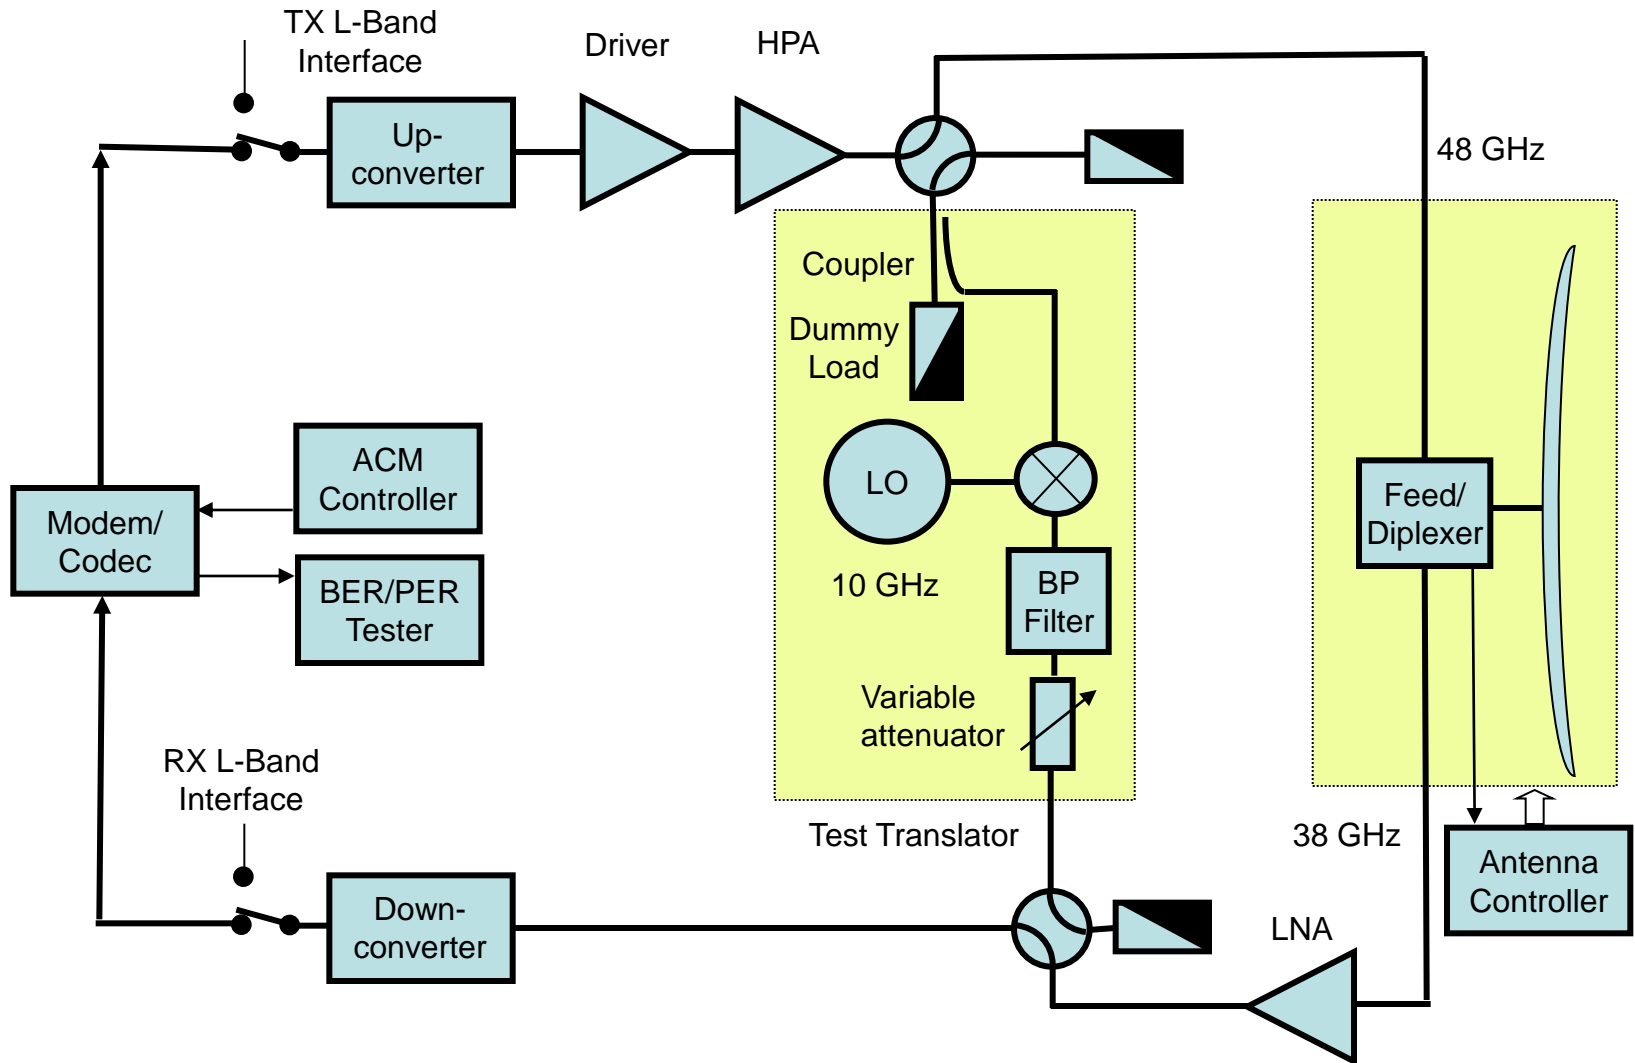 TX L-Band
Interface
Driver
HPA
Up-
converter
48 GHz
Coupler
Dummy
Load
ACM
Controller
LO
Modem/
Codec
Feed/
Diplexer
BER/PER
Tester
10 GHz
BP
Filter
Variable
attenuator
RX L-Band
Interface
Test Translator
38 GHz
Antenna
Controller
Down-
converter
LNA